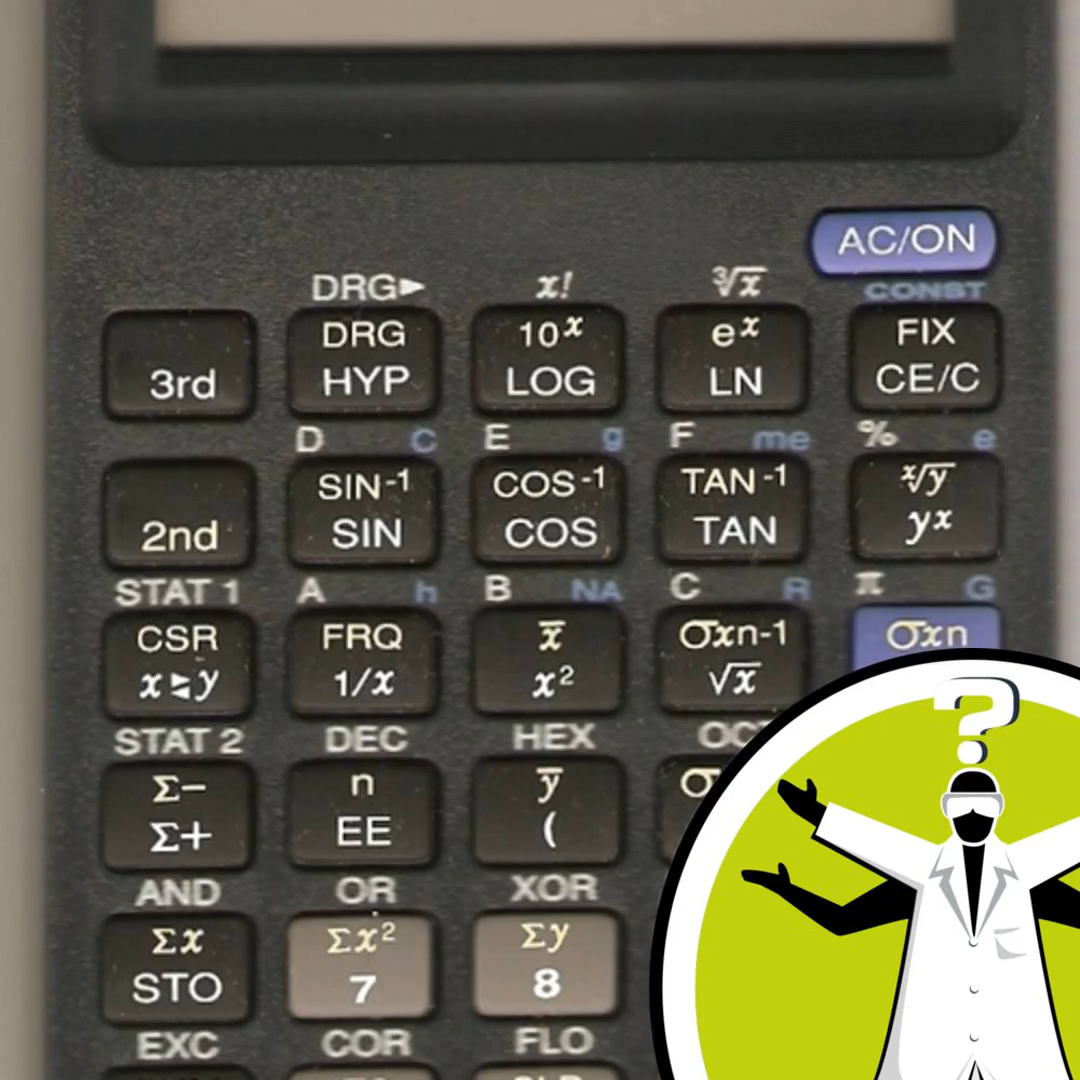 AC/ON
DRG► x! ³√x CONST
DRG 10ˣ eˣ FIX
3rd HYP LOG LN CE/C
D c E g F me % e
SIN-1 COS-1 TAN-1 ˣ√y
2nd SIN COS TAN yˣ
STAT 1 A h B NA C R π G
CSR FRQ x̅ σxn-1 σxn
x⇄y 1/x x² √x
STAT 2 DEC HEX OCT
Σ- n y̅ σ
Σ+ EE (
AND OR XOR
Σx Σx² Σy
STO 7 8
EXC COR FLO
?